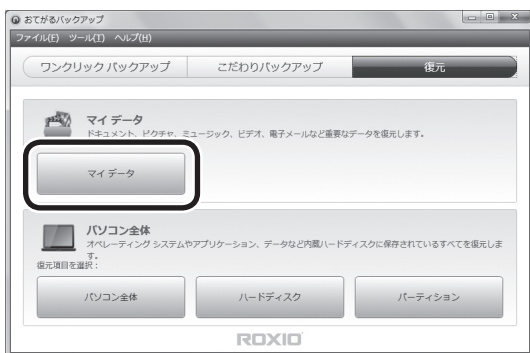 おてがるバックアップ
ファイル(F) ツール(T) ヘルプ(H)
ワンクリック バックアップ こだわりバックアップ 復元
マイ データ
ドキュメント、ピクチャ、ミュージック、ビデオ、電子メールなど重要なデータを復元します。
マイ データ
パソコン全体
オペレーティング システムやアプリケーション、データなど内蔵ハードディスクに保存されているすべてを復元しま
す。
復元項目を選択：
パソコン全体 ハードディスク パーティション
ROXIO